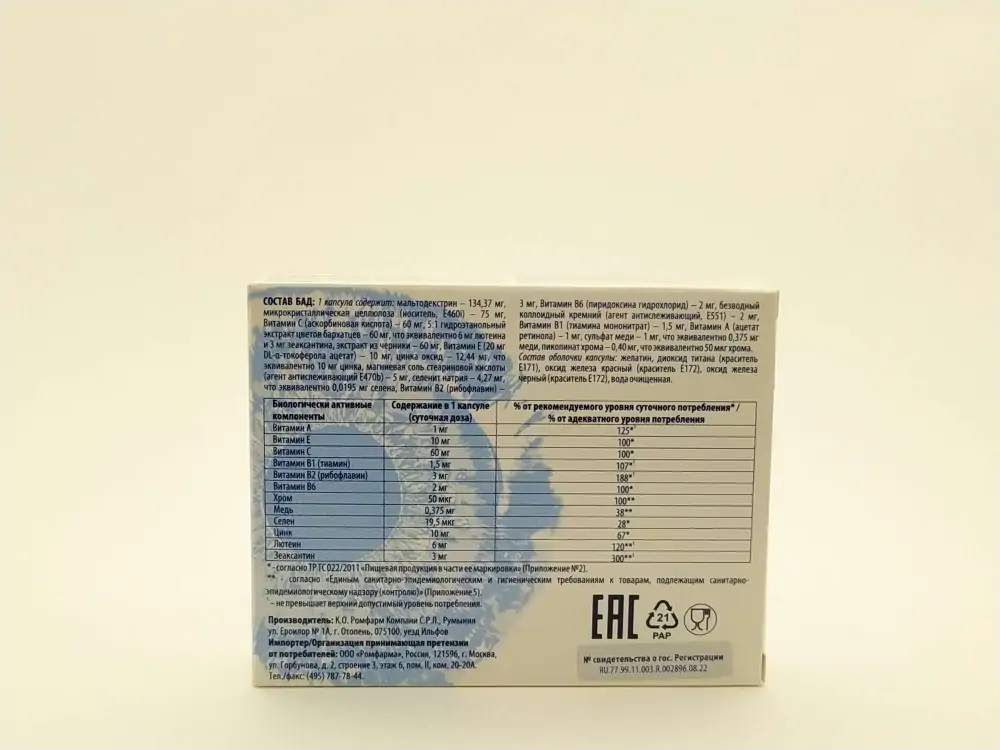 СОСТАВ БАД: 1 капсула содержит: мальтодекстрин – 134,37 мг,
микрокристаллическая целлюлоза (носитель, E460i) – 75 мг,
Витамин С (аскорбиновая кислота) – 60 мг, 5:1 гидроэтанольный
экстракт цветов бархатцев – 60 мг, что эквивалентно 6 мг лютеина
и 3 мг зеаксантина, экстракт из черники – 60 мг, Витамин Е (20 мг
DL-α-токоферола ацетат) – 10 мг, цинка оксид – 12,44 мг, что
эквивалентно 10 мг цинка, магниевая соль стеариновой кислоты
(агент антислеживающий E470b) – 5 мг, селенит натрия – 4,27 мг,
что эквивалентно 0,0195 мг селена, Витамин В2 (рибофлавин) –
3 мг, Витамин В6 (пиридоксина гидрохлорид) – 2 мг, безводный
коллоидный кремний (агент антислеживающий, E551) – 2 мг,
Витамин В1 (тиамина мононитрат) – 1,5 мг, Витамин А (ацетат
ретинола) – 1 мг, сульфат меди – 1 мг, что эквивалентно 0,375 мг
меди, пиколинат хрома – 0,40 мг, что эквивалентно 50 мкг хрома.
Состав оболочки капсулы: желатин, диоксид титана (краситель
E171), оксид железа красный (краситель E172), оксид железа
черный (краситель E172), вода очищенная.
Биологически активные компоненты Содержание в 1 капсуле (суточная доза) % от рекомендуемого уровня суточного потребления* / % от адекватного уровня потребления
Витамин А 1 мг 125*¹
Витамин Е 10 мг 100*
Витамин С 60 мг 100*
Витамин В1 (тиамин) 1,5 мг 107*¹
Витамин В2 (рибофлавин) 3 мг 188*¹
Витамин В6 2 мг 100*
Хром 50 мкг 100**
Медь 0,375 мг 38**
Селен 19,5 мкг 28*
Цинк 10 мг 67*
Лютеин 6 мг 120**¹
Зеаксантин 3 мг 300**¹
* - согласно ТР ТС 022/2011 «Пищевая продукция в части ее маркировки» (Приложение №2).
** - согласно «Единым санитарно-эпидемиологическим и гигиеническим требованиям к товарам, подлежащим санитарно-
эпидемиологическому надзору (контролю)» (Приложение 5).
¹ – не превышает верхний допустимый уровень потребления.
Производитель: К.О. Ромфарм Компани С.Р.Л., Румыния
ул. Ероилор № 1А, г. Отопень, 075100, уезд Ильфов
Импортер/Организация принимающая претензии
от потребителей: ООО «Ромфарма», Россия, 121596, г. Москва,
ул. Горбунова, д. 2, строение 3, этаж 6, пом. II, ком. 20-20А.
Тел./факс: (495) 787-78-44.
EAC
21
PAP
№ свидетельства о гос. Регистрации
RU.77.99.11.003.R.002896.08.22